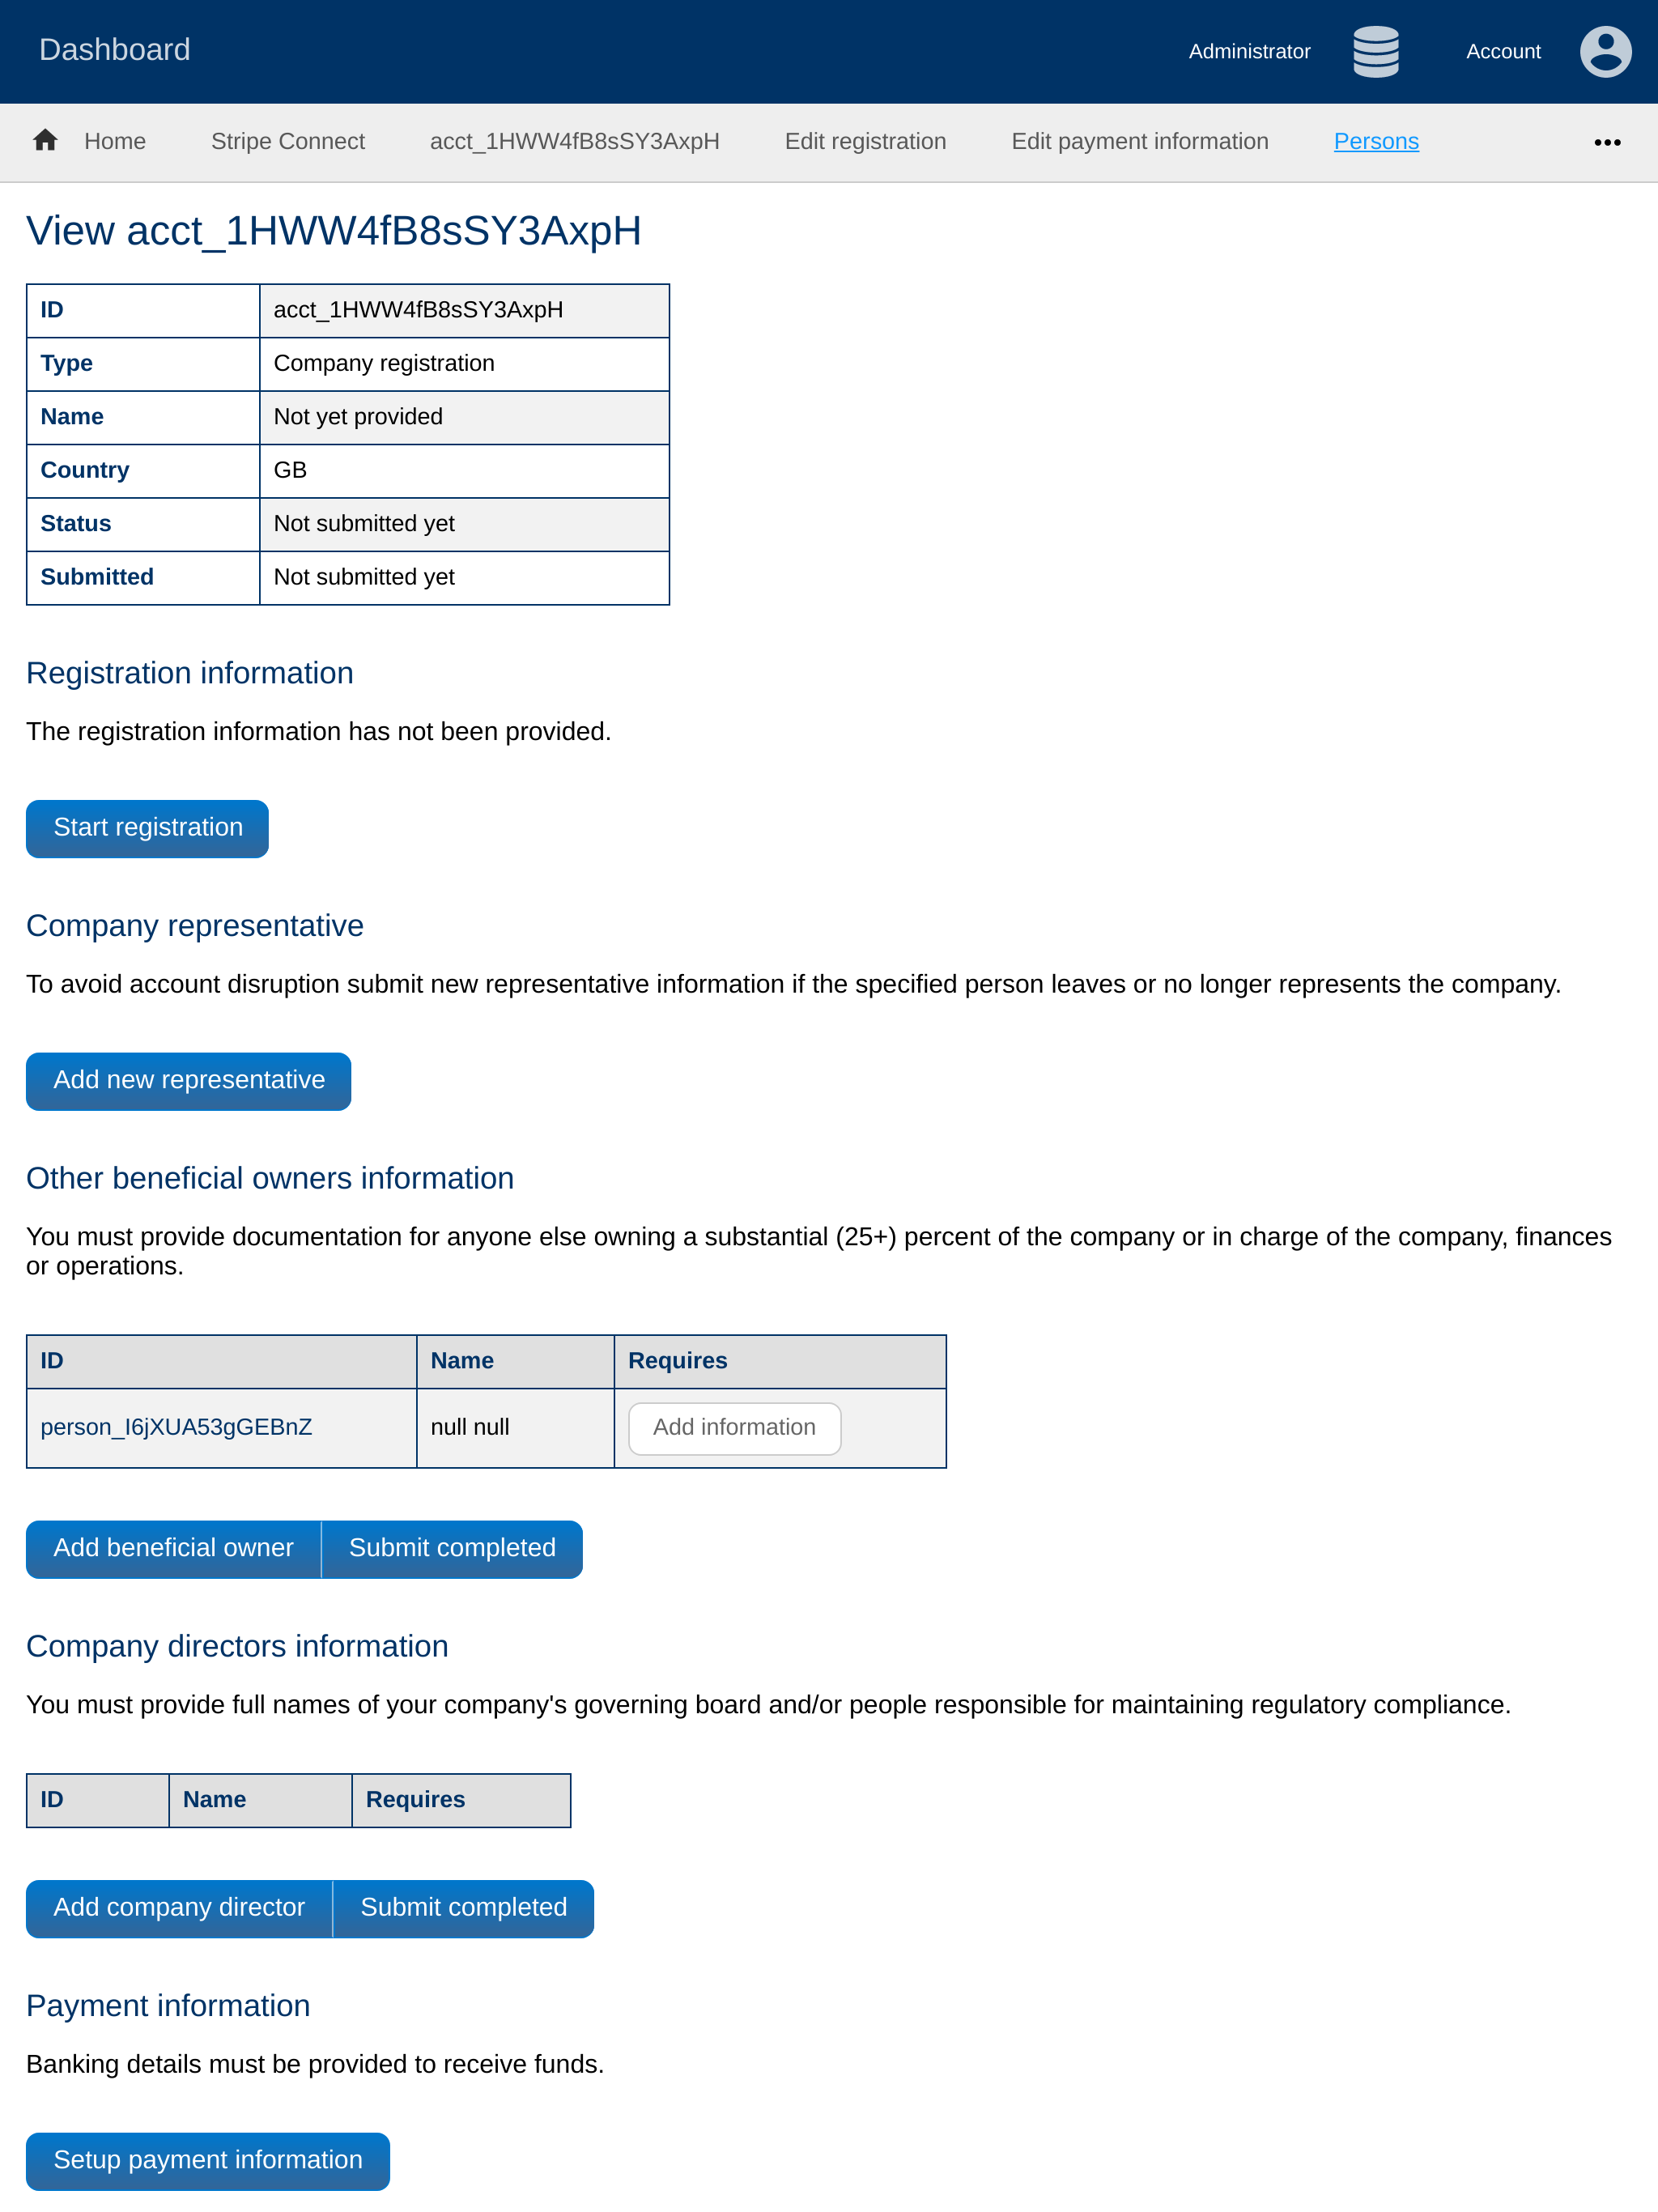 Dashboard
Administrator
Account
Home
Stripe Connect
acct_1HWW4fB8sSY3AxpH
Edit registration
Edit payment information
Persons
View acct_1HWW4fB8sSY3AxpH
ID acct_1HWW4fB8sSY3AxpH
Type Company registration
Name Not yet provided
Country GB
Status Not submitted yet
Submitted Not submitted yet
Registration information
The registration information has not been provided.
Start registration
Company representative
To avoid account disruption submit new representative information if the specified person leaves or no longer represents the company.
Add new representative
Other beneficial owners information
You must provide documentation for anyone else owning a substantial (25+) percent of the company or in charge of the company, finances
or operations.
ID Name Requires
person_I6jXUA53gGEBnZ null null Add information
Add beneficial owner Submit completed
Company directors information
You must provide full names of your company's governing board and/or people responsible for maintaining regulatory compliance.
ID Name Requires
Add company director Submit completed
Payment information
Banking details must be provided to receive funds.
Setup payment information